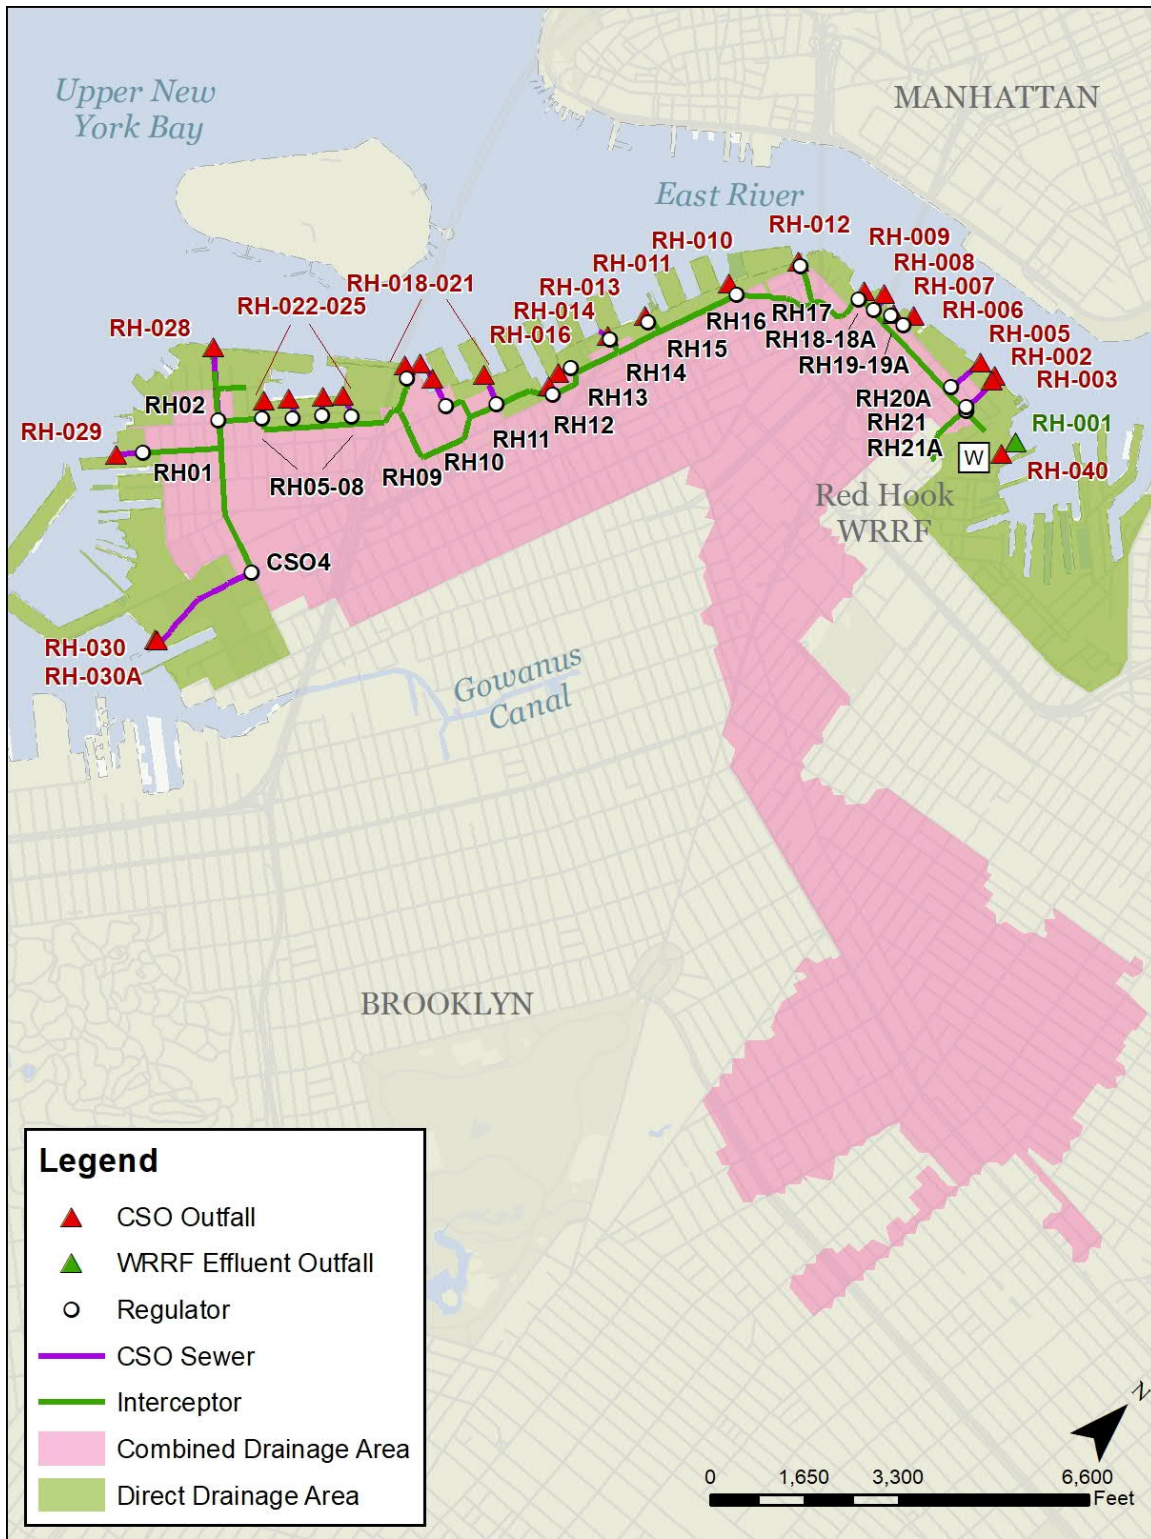 Upper New
York Bay
MANHATTAN
East River
RH-012
RH-009
RH-010
RH-008
RH-011
RH-007
RH-018-021
RH-013
RH-006
RH-022-025
RH-014
RH-005
RH-028
RH-016
RH-002
RH-003
RH16
RH17
RH18-18A
RH15
RH19-19A
RH14
RH13
RH20A
RH02
RH12
RH21
RH-001
RH11
RH21A
RH-029
RH10
W
RH-040
RH01
RH09
RH05-08
Red Hook
WRRF
CSO4
RH-030
RH-030A
Gowanus
Canal
BROOKLYN
Legend
CSO Outfall
WRRF Effluent Outfall
Regulator
CSO Sewer
Interceptor
Combined Drainage Area
Direct Drainage Area
N
0 1,650 3,300 6,600
Feet